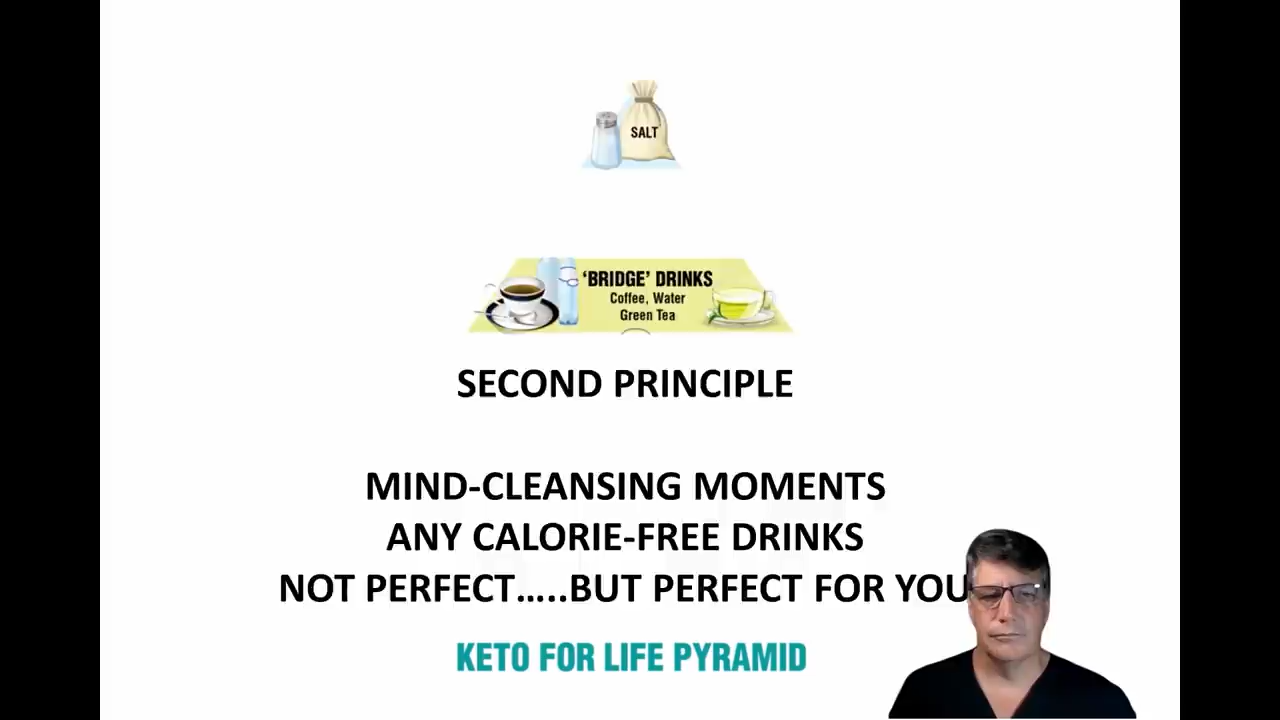 SALT
‘BRIDGE’ DRINKS
Coffee, Water
Green Tea
SECOND PRINCIPLE
MIND-CLEANSING MOMENTS
ANY CALORIE-FREE DRINKS
NOT PERFECT…..BUT PERFECT FOR YOU
KETO FOR LIFE PYRAMID